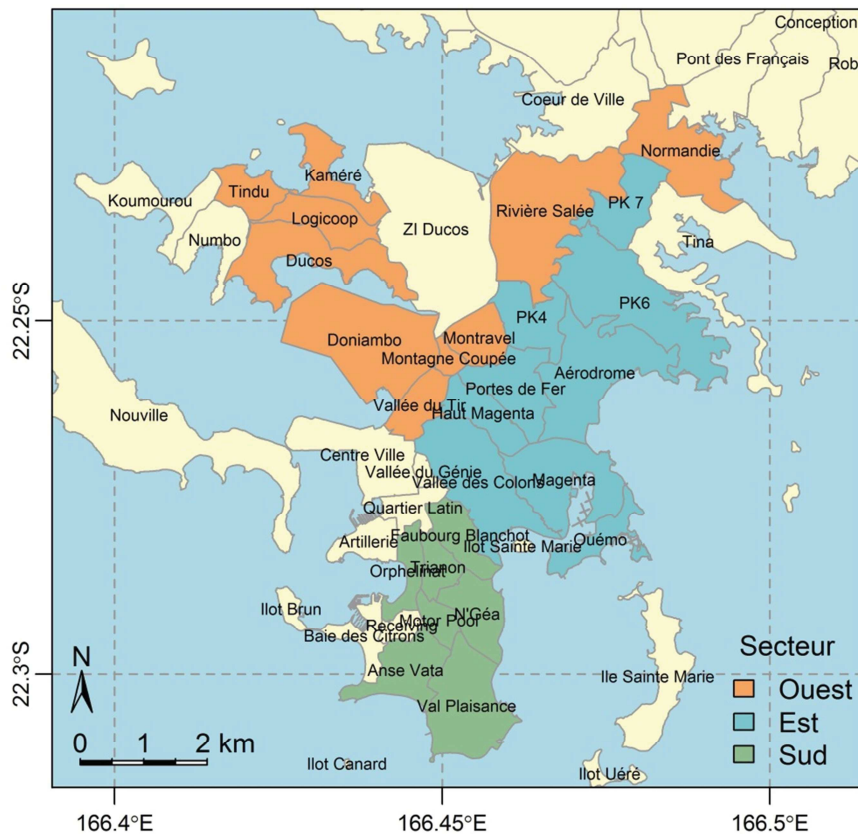 Conception
Pont des Français
Rob
Coeur de Ville
Normandie
Kaméré
Tindu
Koumourou
PK 7
Logicoop
Rivière Salée
ZI Ducos
Numbo
Tina
Ducos
22.25°S
PK6
PK4
Doniambo
Montravel
Montagne Coupée
Aérodrome
Portes de Fer
Vallée du Tir
Haut Magenta
Nouville
Centre Ville
Vallée du Génie
Vallée des Colons
Magenta
Quartier Latin
Faubourg Blanchot
Artillerie
Ouémo
Ilot Sainte Marie
Trianon
Orphelinat
Ilot Brun
N'Géa
Motor Pool
Receiving
Baie des Citrons
Secteur
N
22.3°S
Anse Vata
Ile Sainte Marie
Ouest
Val Plaisance
Est
0 1 2 km
Sud
Ilot Canard
Ilot Uéré
166.4°E 166.45°E 166.5°E